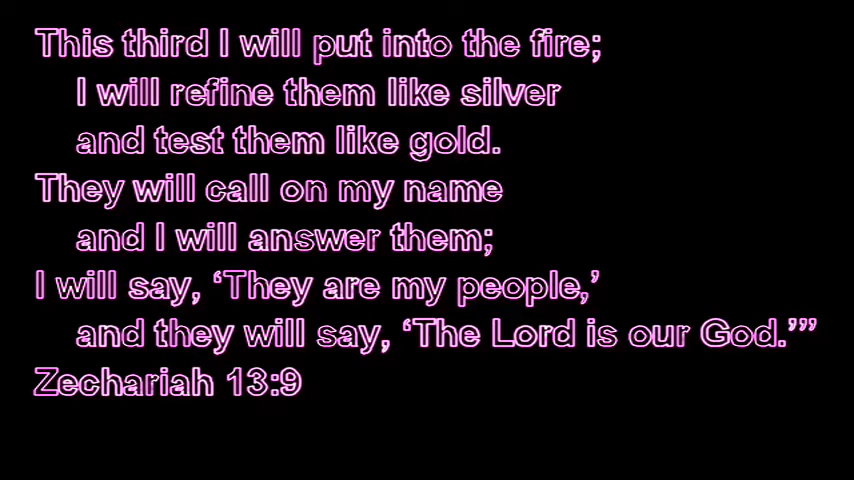 This third I will put into the fire;
I will refine them like silver
and test them like gold.
They will call on my name
and I will answer them;
I will say, ‘They are my people,’
and they will say, ‘The Lord is our God.’”
Zechariah 13:9